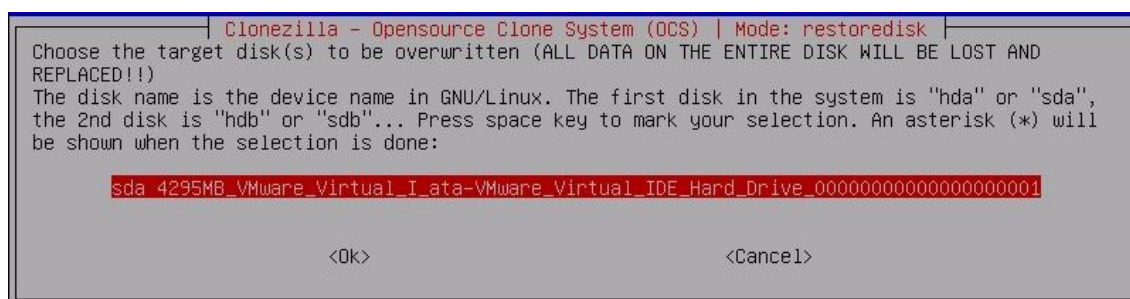 Clonezilla - Opensource Clone System (OCS) | Mode: restoredisk
Choose the target disk(s) to be overwritten (ALL DATA ON THE ENTIRE DISK WILL BE LOST AND
REPLACED!!)
The disk name is the device name in GNU/Linux. The first disk in the system is "hda" or "sda",
the 2nd disk is "hdb" or "sdb"... Press space key to mark your selection. An asterisk (*) will
be shown when the selection is done:
sda 4295MB_VMware_Virtual_I_ata-VMware_Virtual_IDE_Hard_Drive_00000000000000000001
<Ok> <Cancel>